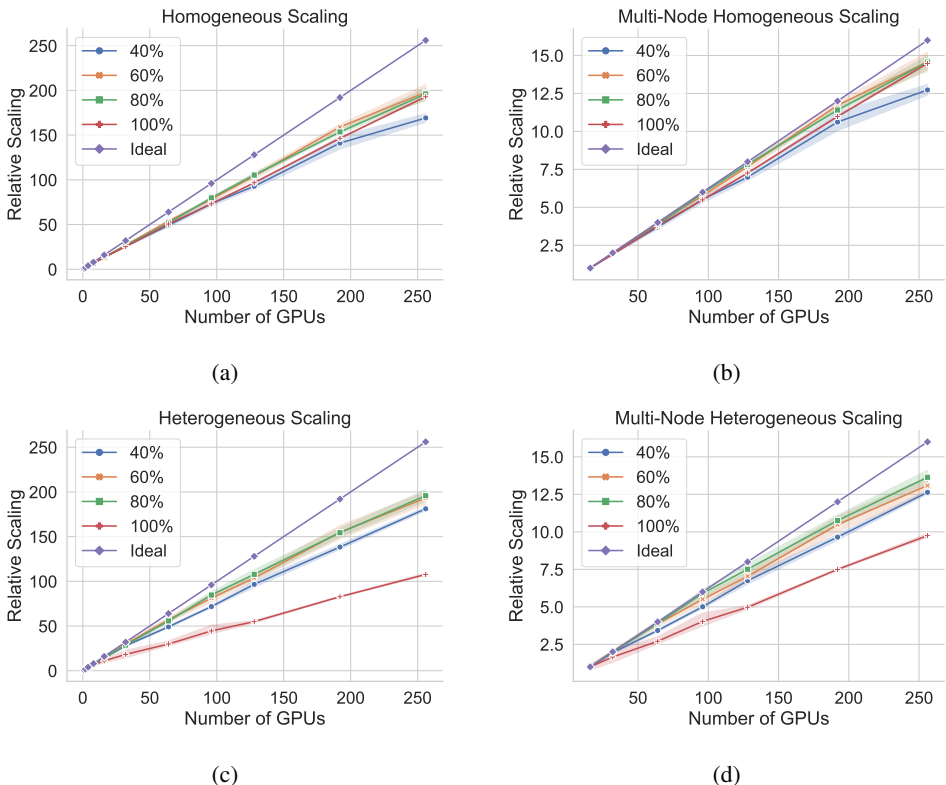 Homogeneous Scaling
Relative Scaling
250
200
150
100
50
0
40%
60%
80%
100%
Ideal
0 50 100 150 200 250
Number of GPUs
(a)
Multi-Node Homogeneous Scaling
Relative Scaling
15.0
12.5
10.0
7.5
5.0
2.5
40%
60%
80%
100%
Ideal
50 100 150 200 250
Number of GPUs
(b)
Heterogeneous Scaling
Relative Scaling
250
200
150
100
50
0
40%
60%
80%
100%
Ideal
0 50 100 150 200 250
Number of GPUs
(c)
Multi-Node Heterogeneous Scaling
Relative Scaling
15.0
12.5
10.0
7.5
5.0
2.5
40%
60%
80%
100%
Ideal
50 100 150 200 250
Number of GPUs
(d)